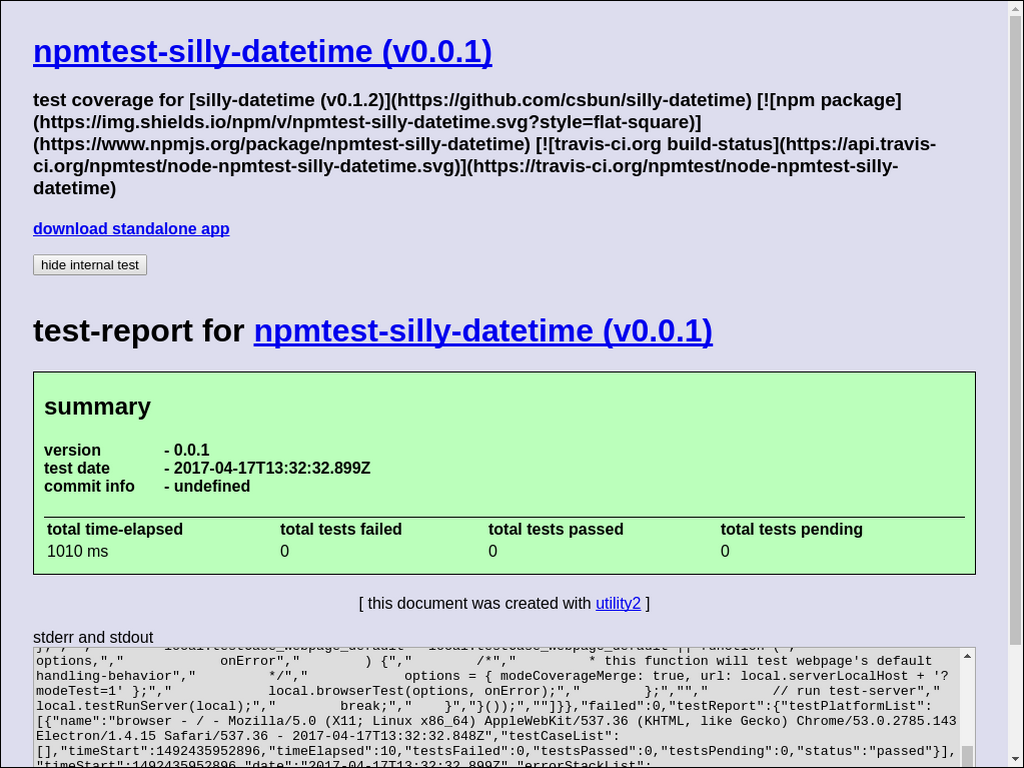 npmtest-silly-datetime (v0.0.1)
test coverage for [silly-datetime (v0.1.2)](https://github.com/csbun/silly-datetime) [![npm package]
(https://img.shields.io/npm/v/npmtest-silly-datetime.svg?style=flat-square)]
(https://www.npmjs.org/package/npmtest-silly-datetime) [![travis-ci.org build-status](https://api.travis-
ci.org/npmtest/node-npmtest-silly-datetime.svg)](https://travis-ci.org/npmtest/node-npmtest-silly-
datetime)
download standalone app
hide internal test
test-report for npmtest-silly-datetime (v0.0.1)
summary
version - 0.0.1
test date - 2017-04-17T13:32:32.899Z
commit info - undefined
total time-elapsed total tests failed total tests passed total tests pending
1010 ms 0 0 0
[ this document was created with utility2 ]
stderr and stdout
options,"," onError"," ) {"," /*"," * this function will test webpage's default
handling-behavior"," */"," options = { modeCoverageMerge: true, url: local.serverLocalHost + '?
modeTest=1' };"," local.browserTest(options, onError);"," };",""," // run test-server","
local.testRunServer(local);"," break;"," }","}());",""]}},"failed":0,"testReport":{"testPlatformList":
[{"name":"browser - / - Mozilla/5.0 (X11; Linux x86_64) AppleWebKit/537.36 (KHTML, like Gecko) Chrome/53.0.2785.143
Electron/1.4.15 Safari/537.36 - 2017-04-17T13:32:32.848Z","testCaseList":
[],"timeStart":1492435952896,"timeElapsed":10,"testsFailed":0,"testsPassed":0,"testsPending":0,"status":"passed"}],
"timeStart":1492435952896,"date":"2017-04-17T13:32:32.899Z","errorStackList":